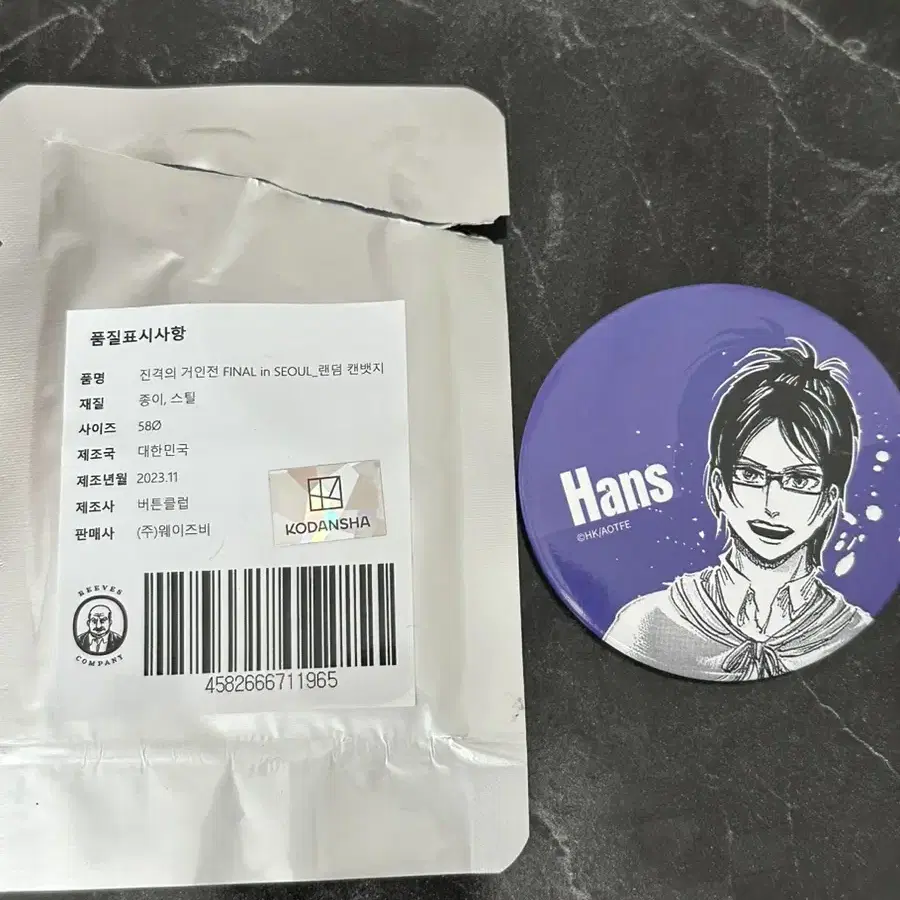 품질표시사항
품명 진격의 거인전 FINAL in SEOUL_랜덤 캔뱃지
재질 종이, 스틸
사이즈 58Ø
제조국 대한민국
제조년월 2023.11
제조사 버튼클럽
판매사 (주)웨이즈비
KODANSHA
REEVES
COMPANY
4582666711965
Hans
©HK/AOTFE